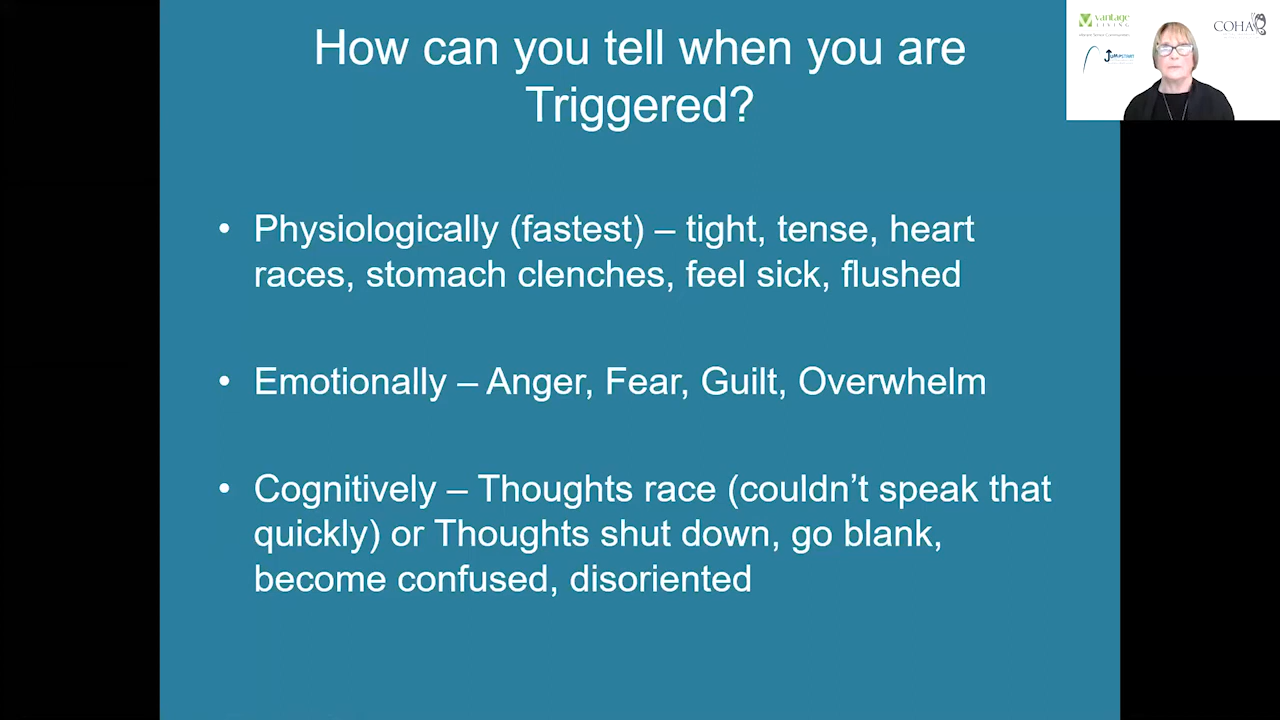 How can you tell when you are
Triggered?
• Physiologically (fastest) – tight, tense, heart
races, stomach clenches, feel sick, flushed
• Emotionally – Anger, Fear, Guilt, Overwhelm
• Cognitively – Thoughts race (couldn’t speak that
quickly) or Thoughts shut down, go blank,
become confused, disoriented
vantage
LIVING
COHA